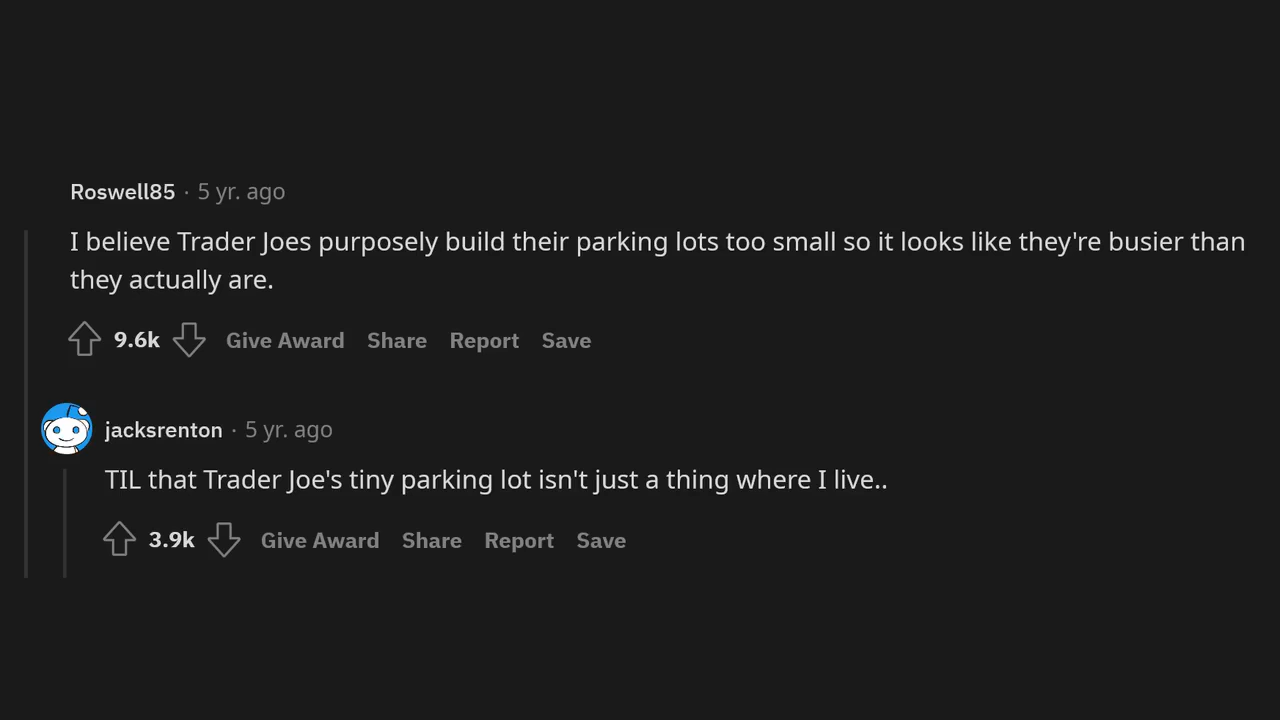 Roswell85 · 5 yr. ago
I believe Trader Joes purposely build their parking lots too small so it looks like they're busier than
they actually are.
9.6k Give Award Share Report Save
jacksrenton · 5 yr. ago
TIL that Trader Joe's tiny parking lot isn't just a thing where I live..
3.9k Give Award Share Report Save